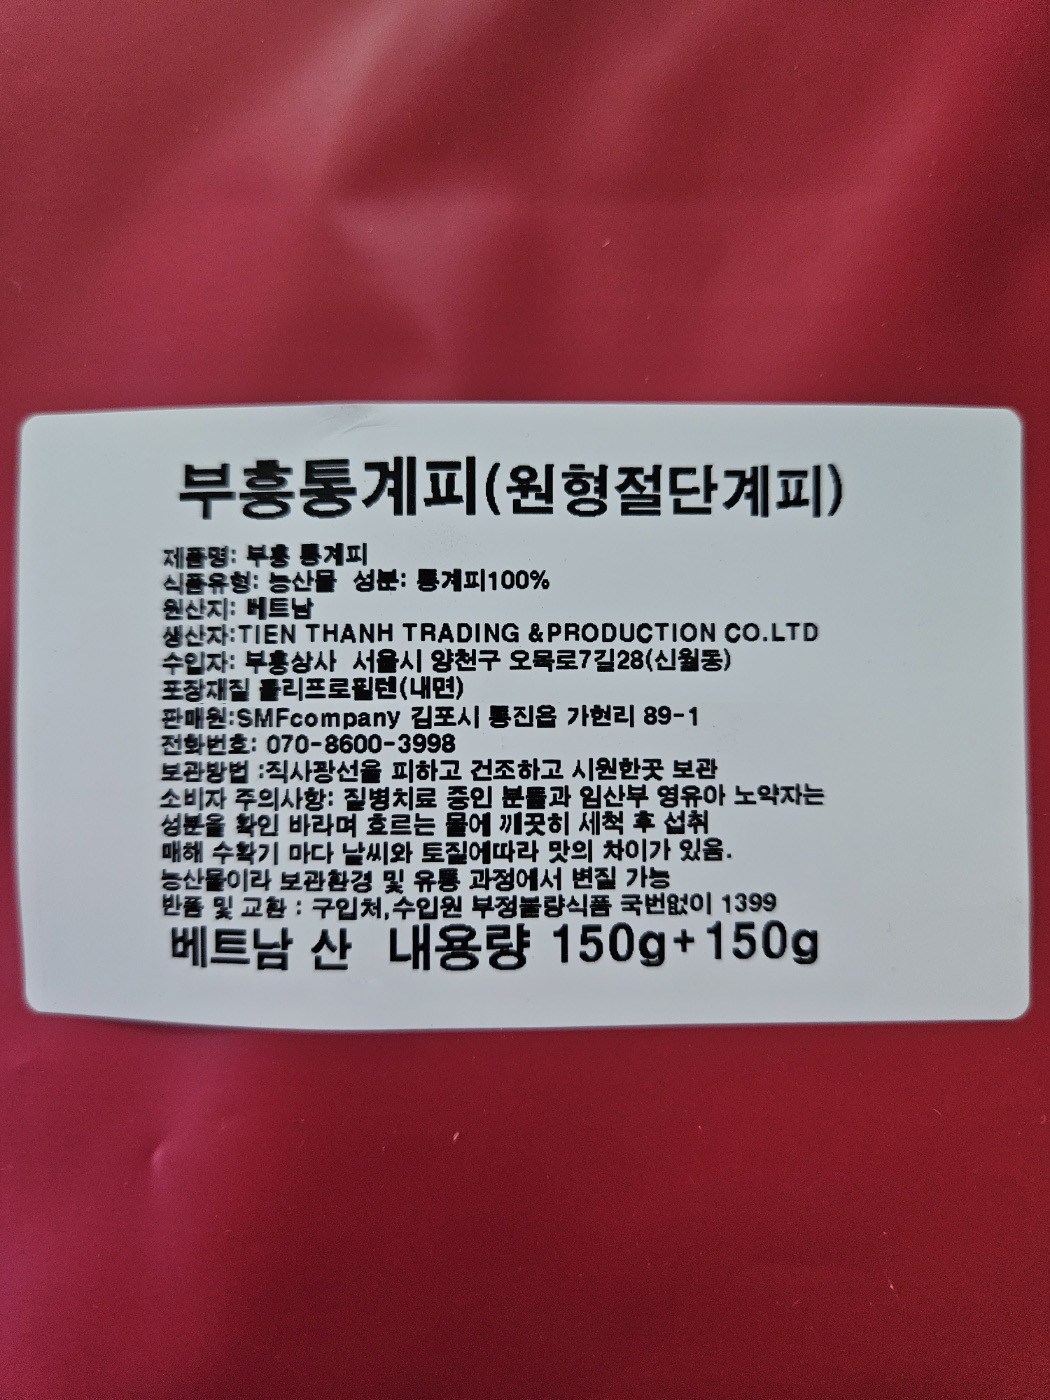 부흥통계피(원형절단계피)
제품명: 부흥 통계피
식품유형: 농산물 성분: 통계피100%
원산지: 베트남
생산자:TIEN THANH TRADING &PRODUCTION CO.LTD
수입자: 부흥상사 서울시 양천구 오목로7길28(신월동)
포장재질 폴리프로필렌(내면)
판매원:SMFcompany 김포시 통진읍 가현리 89-1
전화번호: 070-8600-3998
보관방법 :직사광선을 피하고 건조하고 시원한곳 보관
소비자 주의사항: 질병치료 중인 분들과 임산부 영유아 노약자는
성분을 확인 바라며 흐르는 물에 깨끗히 세척 후 섭취
매해 수확기 마다 날씨와 토질에따라 맛의 차이가 있음.
농산물이라 보관환경 및 유통 과정에서 변질 가능
반품 및 교환 : 구입처,수입원 부정불량식품 국번없이 1399
베트남 산 내용량 150g+150g